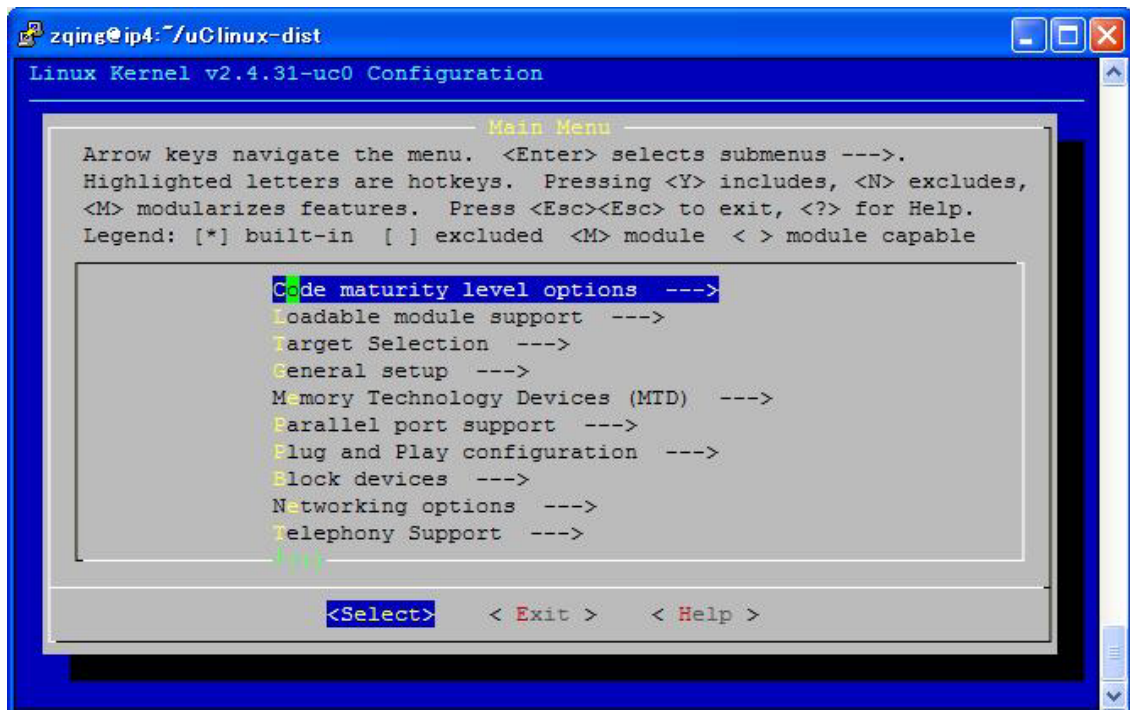 zqing@ip4:~/uClinux-dist
Linux Kernel v2.4.31-uc0 Configuration
Main Menu
Arrow keys navigate the menu. <Enter> selects submenus --->.
Highlighted letters are hotkeys. Pressing <Y> includes, <N> excludes,
<M> modularizes features. Press <Esc><Esc> to exit, <?> for Help.
Legend: [*] built-in [ ] excluded <M> module < > module capable
Code maturity level options --->
Loadable module support --->
Target Selection --->
General setup --->
Memory Technology Devices (MTD) --->
Parallel port support --->
Plug and Play configuration --->
Block devices --->
Networking options --->
Telephony Support --->
<Select> < Exit > < Help >